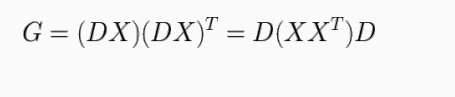 G = (DX)(DX)^T = D(XX^T)D